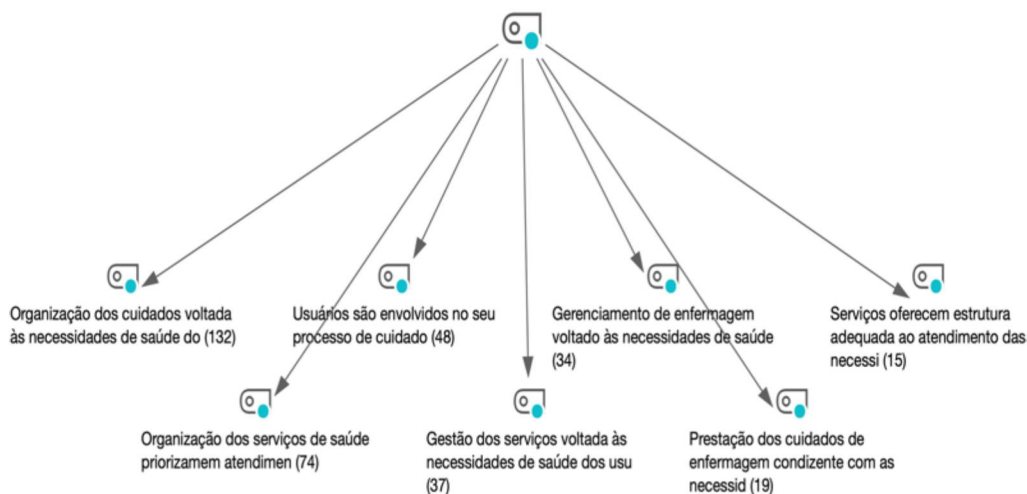 Organização dos cuidados voltada
às necessidades de saúde do (132)
Usuários são envolvidos no seu
processo de cuidado (48)
Gerenciamento de enfermagem
voltado às necessidades de saúde
(34)
Serviços oferecem estrutura
adequada ao atendimento das
necessi (15)
Organização dos serviços de saúde
priorizamem atendimen (74)
Gestão dos serviços voltada às
necessidades de saúde dos usu
(37)
Prestação dos cuidados de
enfermagem condizente com as
necessid (19)